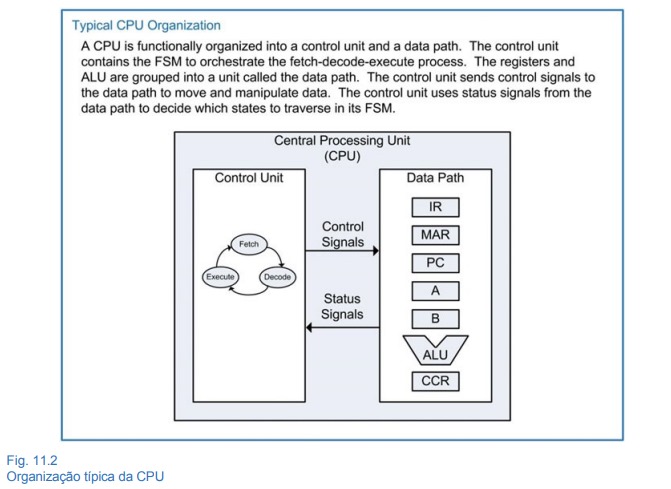 Typical CPU Organization
A CPU is functionally organized into a control unit and a data path. The control unit
contains the FSM to orchestrate the fetch-decode-execute process. The registers and
ALU are grouped into a unit called the data path. The control unit sends control signals to
the data path to move and manipulate data. The control unit uses status signals from the
data path to decide which states to traverse in its FSM.
Central Processing Unit
(CPU)
Control Unit
Fetch
Execute
Decode
Control
Signals
Status
Signals
Data Path
IR
MAR
PC
A
B
ALU
CCR
Fig. 11.2
Organização típica da CPU